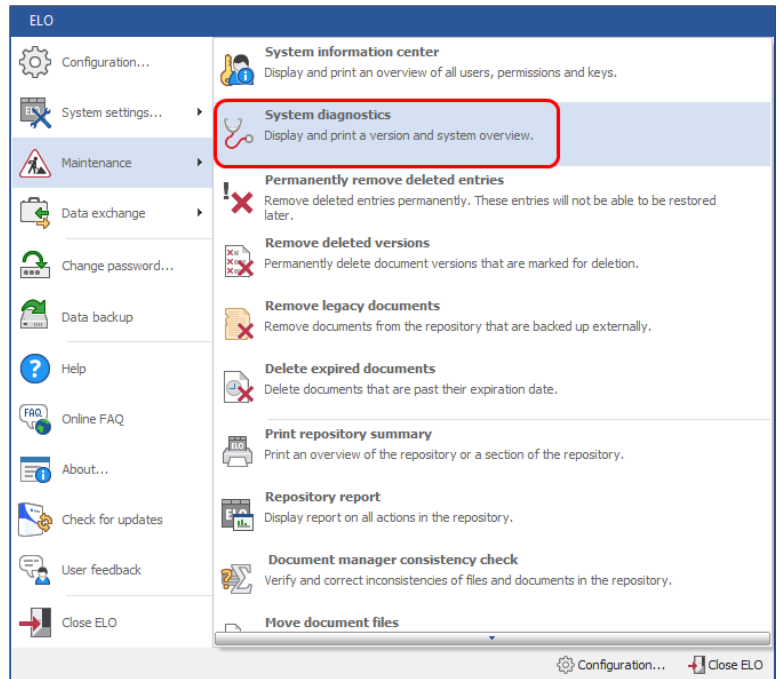 ELO
Configuration...
System settings...
Maintenance
Data exchange
Change password...
Data backup
Help
FAQ
Online FAQ
About...
Check for updates
User feedback
Close ELO
System information center
Display and print an overview of all users, permissions and keys.
System diagnostics
Display and print a version and system overview.
Permanently remove deleted entries
Remove deleted entries permanently. These entries will not be able to be restored
later.
Remove deleted versions
Permanently delete document versions that are marked for deletion.
Remove legacy documents
Remove documents from the repository that are backed up externally.
Delete expired documents
Delete documents that are past their expiration date.
Print repository summary
Print an overview of the repository or a section of the repository.
Repository report
Display report on all actions in the repository.
Document manager consistency check
Verify and correct inconsistencies of files and documents in the repository.
Move document files
Configuration...
Close ELO